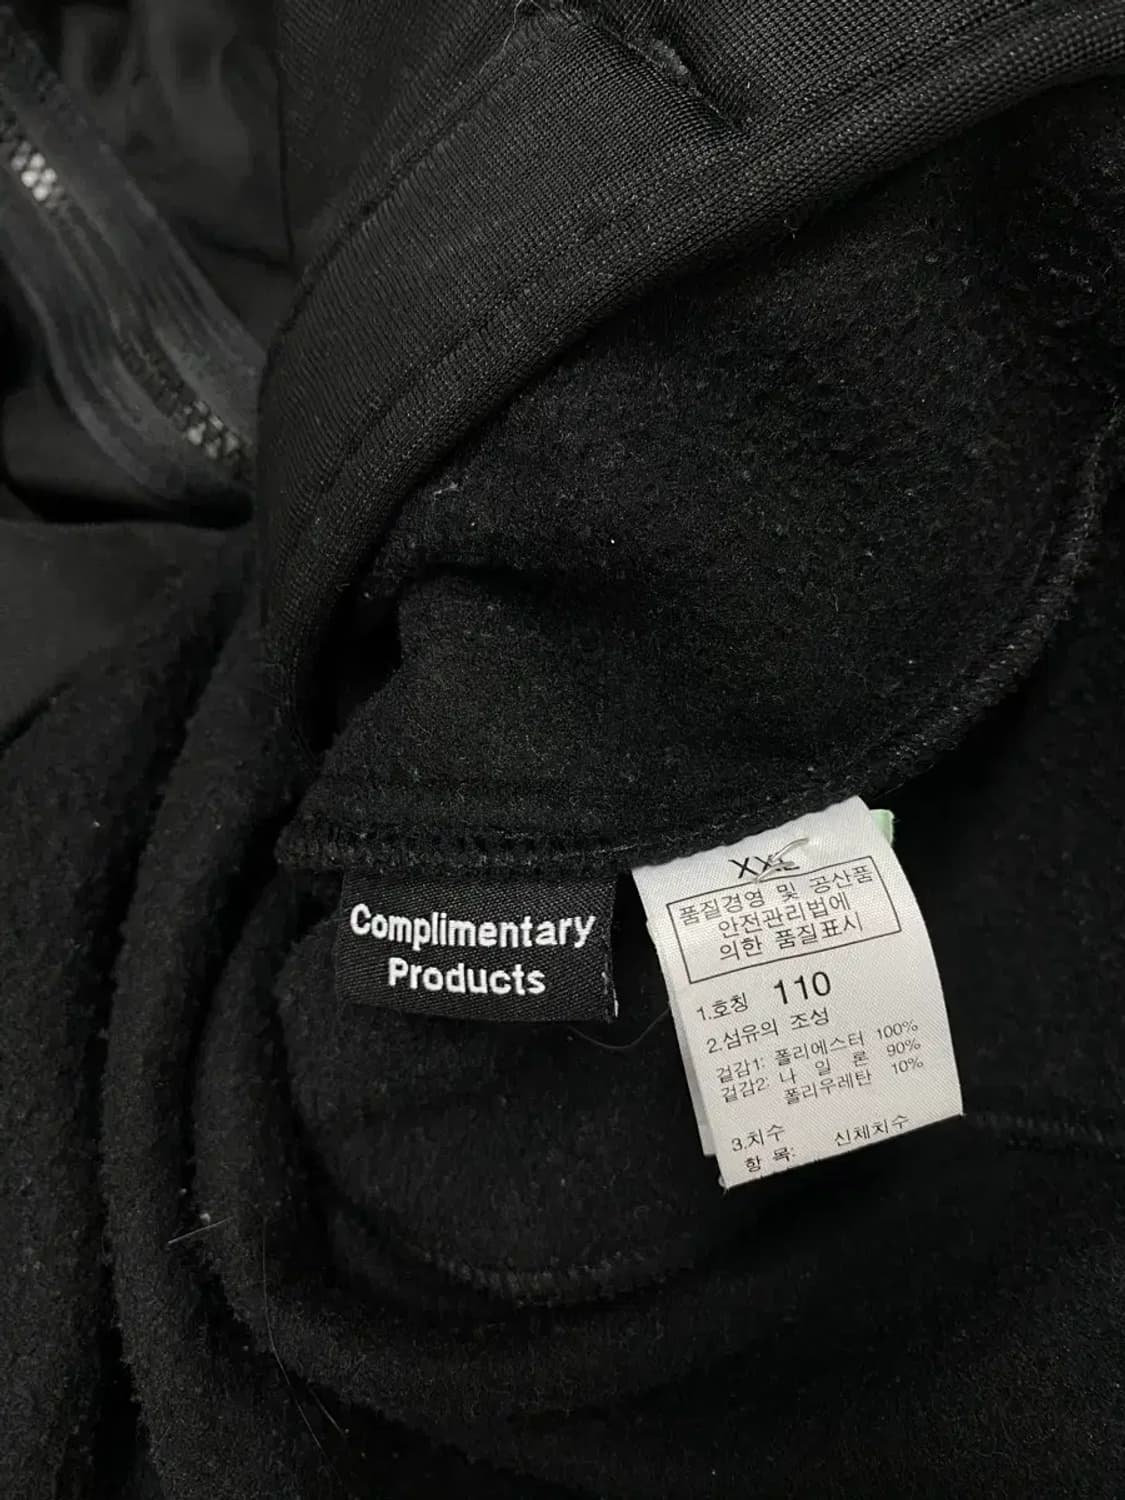 Complimentary
Products
XXL
품질경영 및 공산품
안전관리법에
의한 품질표시
1.호칭 110
2.섬유의 조성
겉감1: 폴리에스터 100%
겉감2: 나 일 론 90%
폴리우레탄 10%
3.치수 신체치수
항 목: